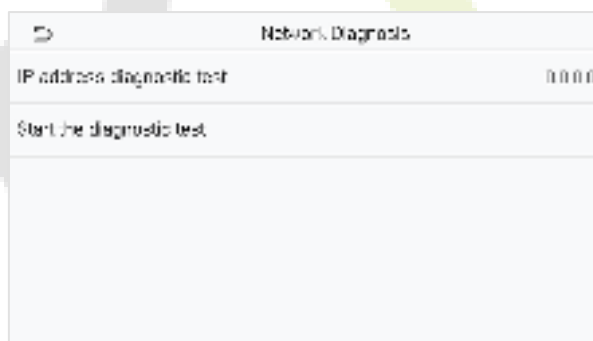 Network Diagnosis
IP address diagnostic test 0.0.0.0
Start the diagnostic test